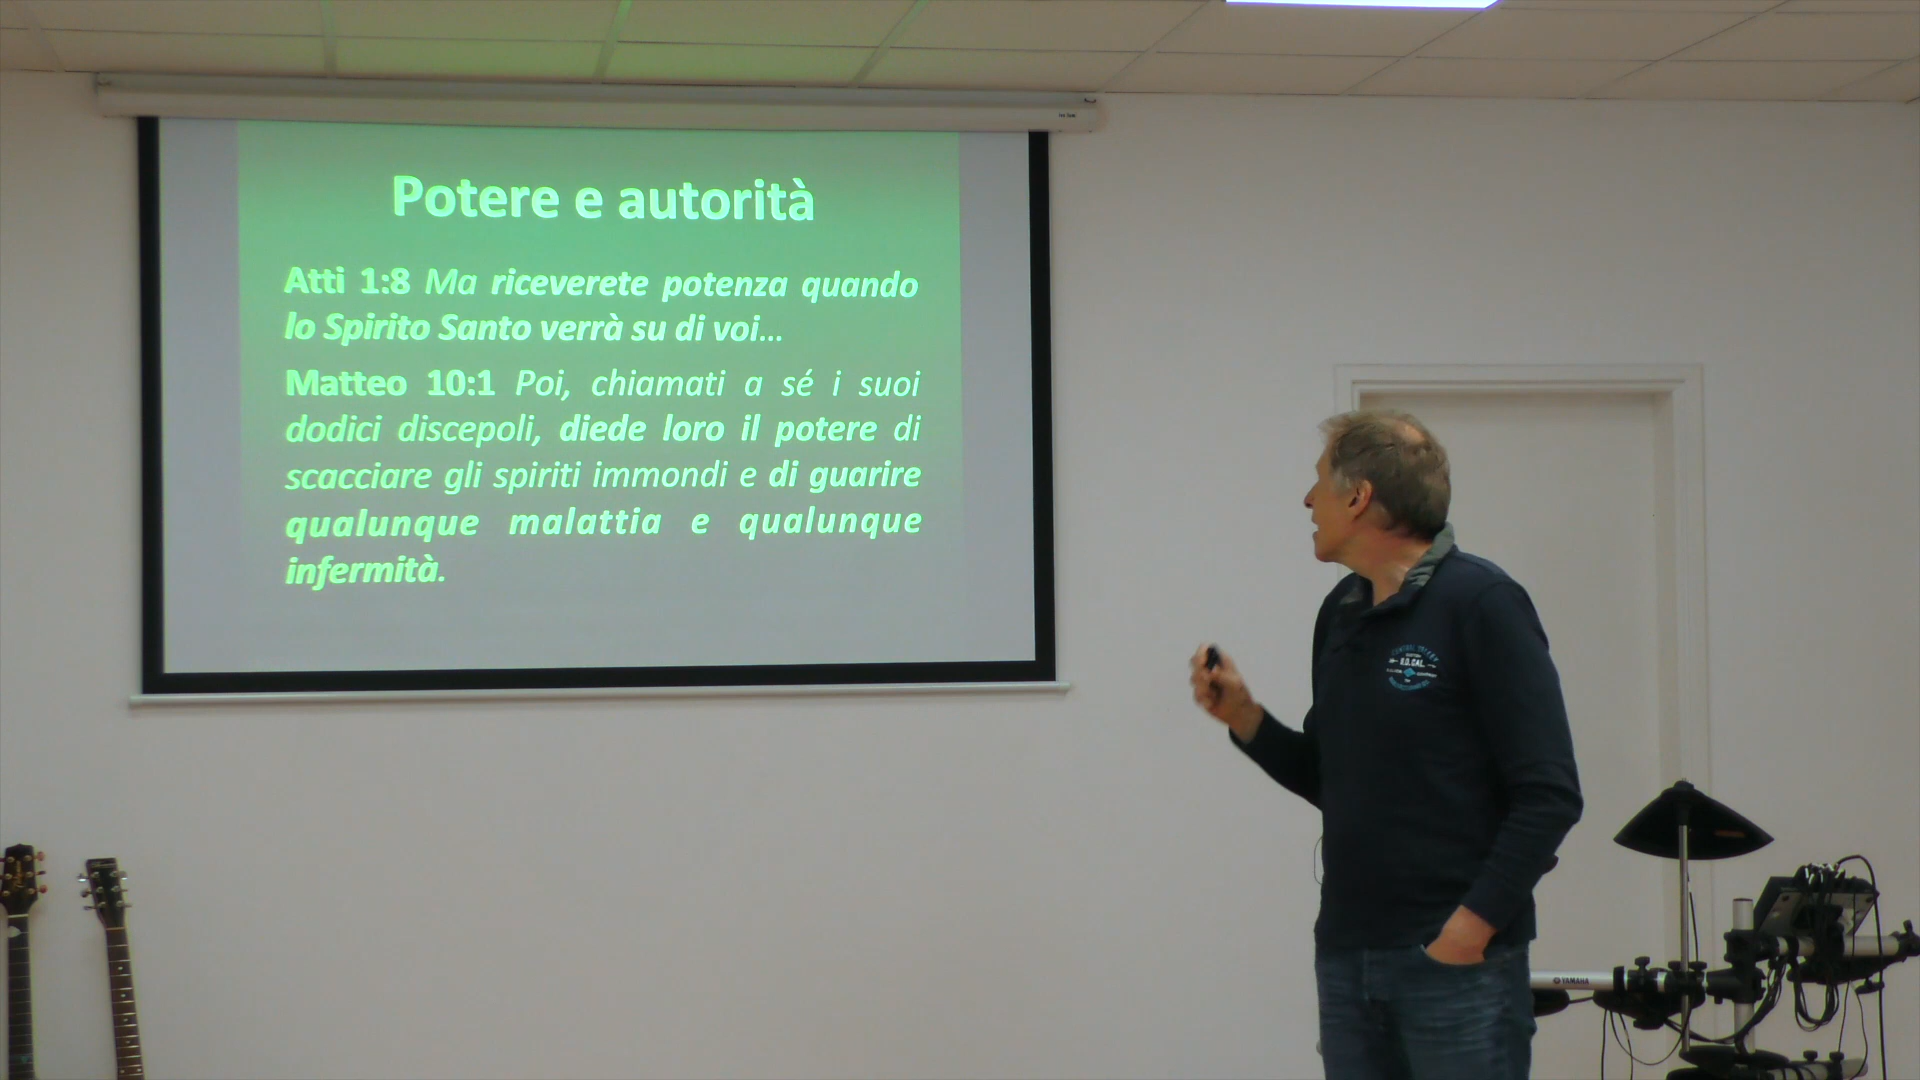 Potere e autorità
Atti 1:8 Ma riceverete potenza quando
lo Spirito Santo verrà su di voi...
Matteo 10:1 Poi, chiamati a sé i suoi
dodici discepoli, diede loro il potere di
scacciare gli spiriti immondi e di guarire
qualunque malattia e qualunque
infermità.
YAMAHA